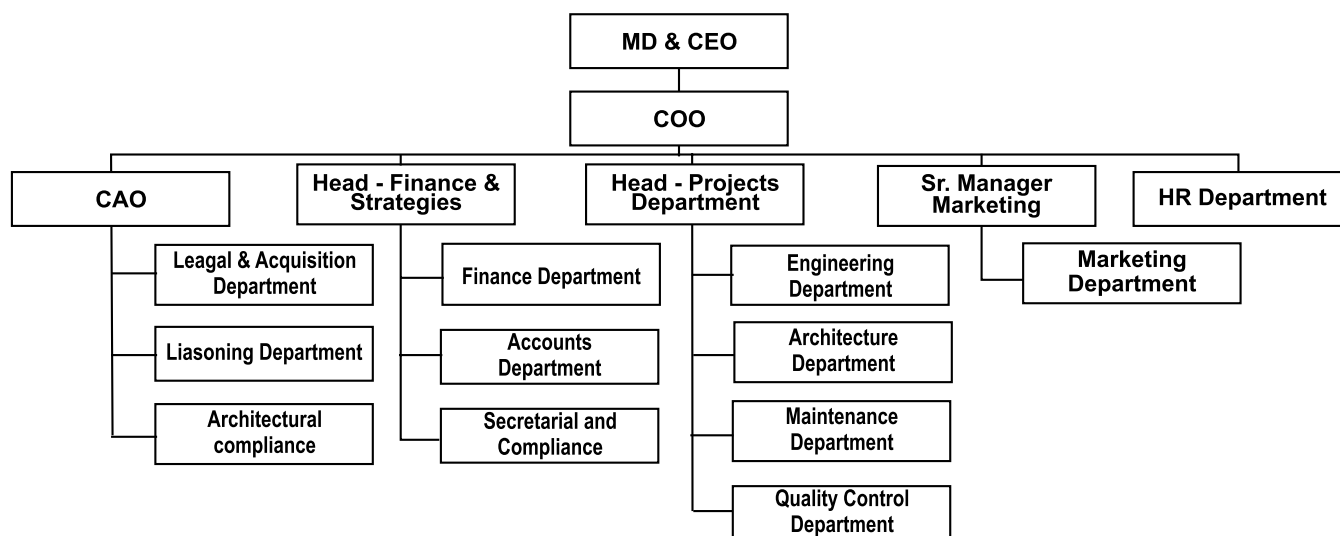 MD & CEO
COO
CAO
Head - Finance &
Strategies
Head - Projects
Department
Sr. Manager
Marketing
HR Department
Leagal & Acquisition
Department
Liasoning Department
Architectural
compliance
Finance Department
Accounts
Department
Secretarial and
Compliance
Engineering
Department
Architecture
Department
Maintenance
Department
Quality Control
Department
Marketing
Department